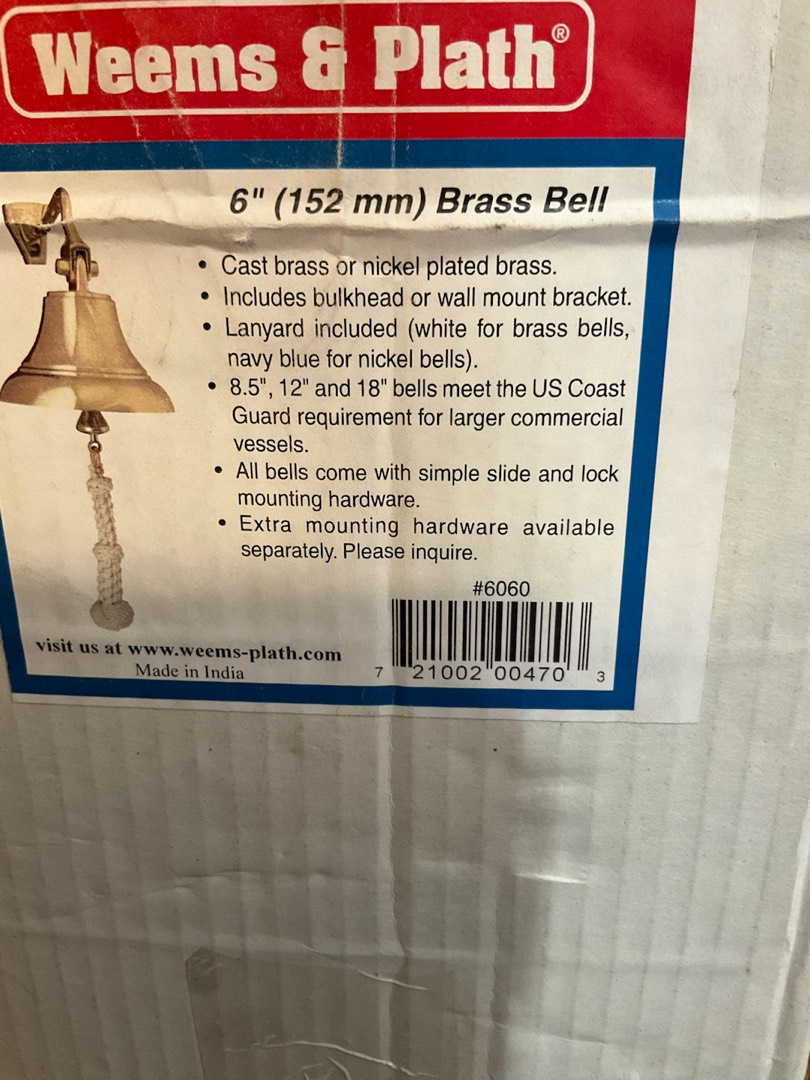 Weems & Plath®
6" (152 mm) Brass Bell
• Cast brass or nickel plated brass.
• Includes bulkhead or wall mount bracket.
• Lanyard included (white for brass bells,
navy blue for nickel bells).
• 8.5", 12" and 18" bells meet the US Coast
Guard requirement for larger commercial
vessels.
• All bells come with simple slide and lock
mounting hardware.
• Extra mounting hardware available
separately. Please inquire.
#6060
visit us at www.weems-plath.com
Made in India
7 21002 00470 3